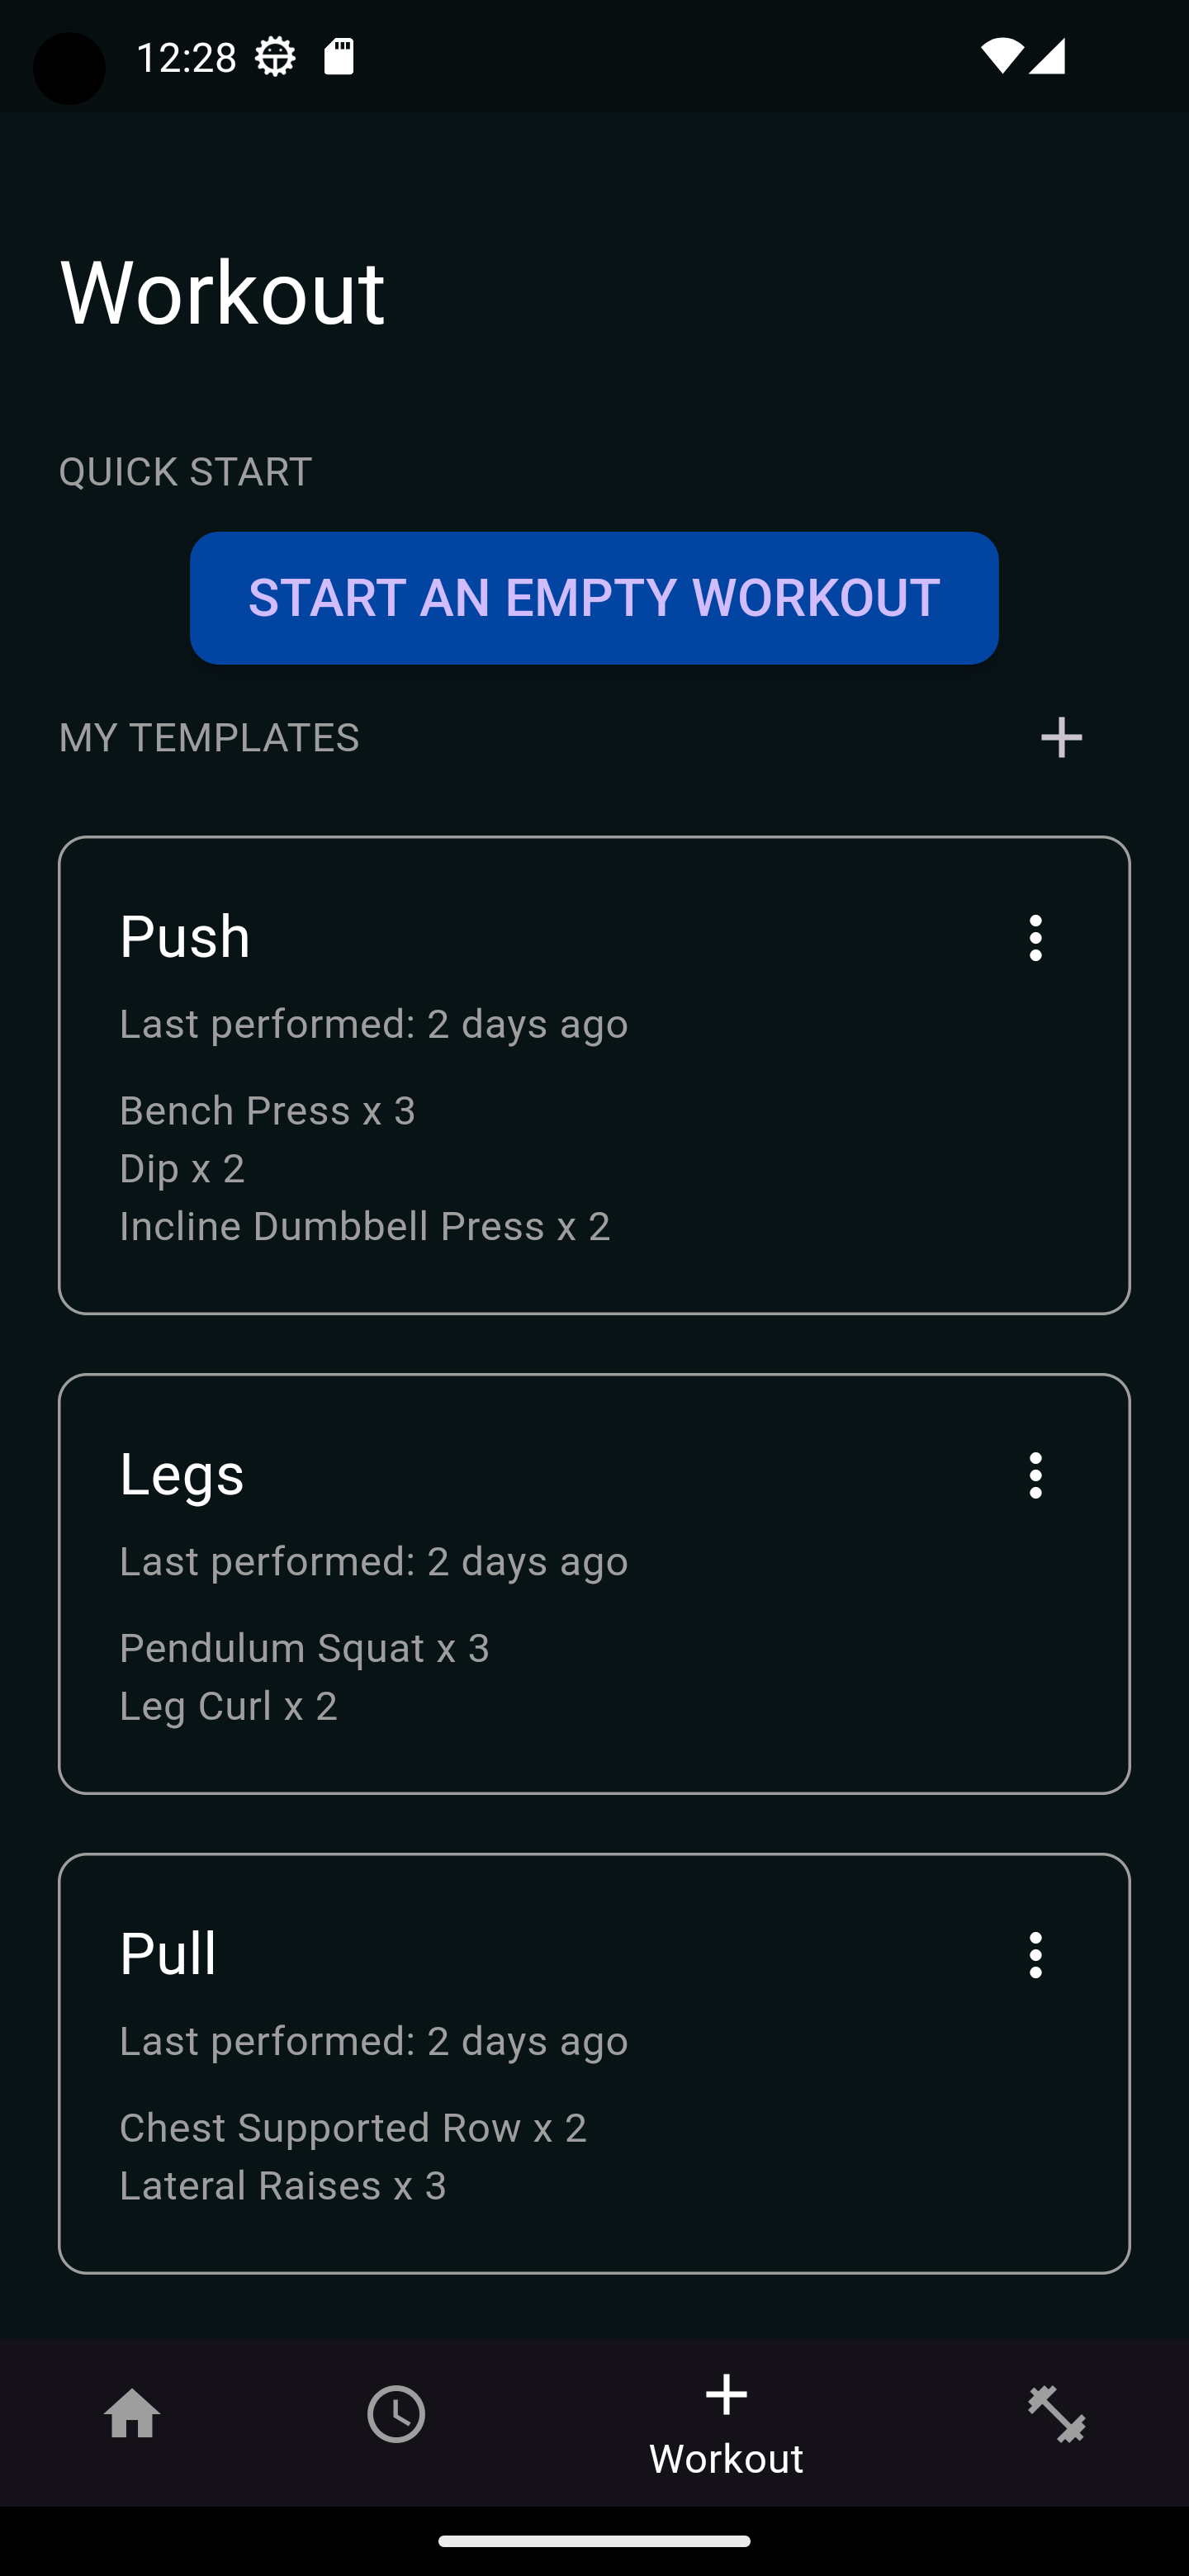 12:28
Workout
QUICK START
START AN EMPTY WORKOUT
MY TEMPLATES
Push
Last performed: 2 days ago
Bench Press x 3
Dip x 2
Incline Dumbbell Press x 2
Legs
Last performed: 2 days ago
Pendulum Squat x 3
Leg Curl x 2
Pull
Last performed: 2 days ago
Chest Supported Row x 2
Lateral Raises x 3
Workout